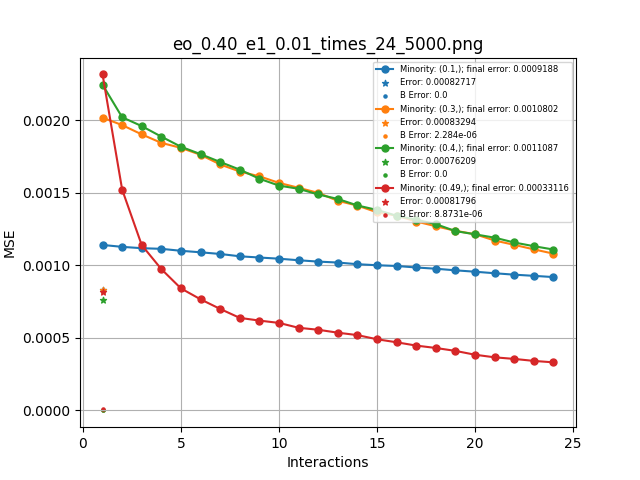 eo_0.40_e1_0.01_times_24_5000.png
Minority: (0.1,); final error: 0.0009188
Error: 0.00082717
B Error: 0.0
Minority: (0.3,); final error: 0.0010802
Error: 0.00083294
B Error: 2.284e-06
Minority: (0.4,); final error: 0.0011087
Error: 0.00076209
B Error: 0.0
Minority: (0.49,); final error: 0.00033116
Error: 0.00081796
B Error: 8.8731e-06
MSE
0.0020
0.0015
0.0010
0.0005
0.0000
0 5 10 15 20 25
Interactions